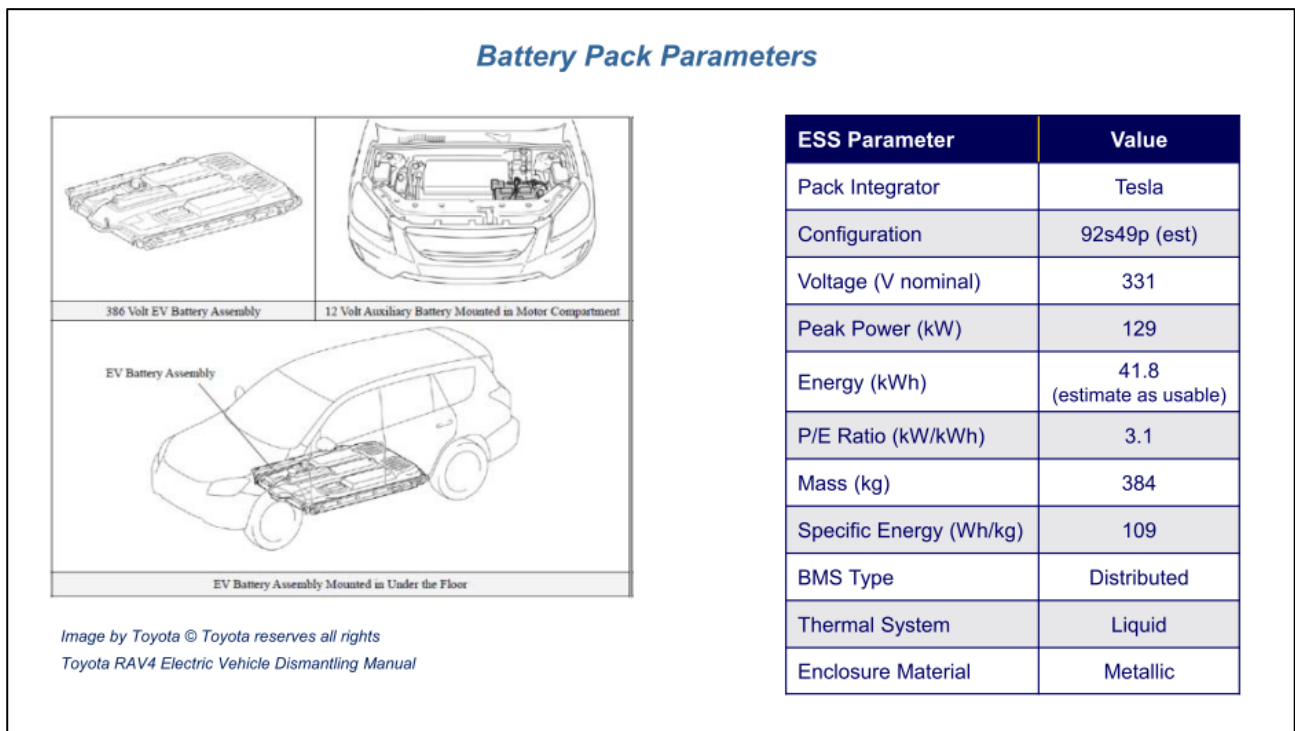 Battery Pack Parameters
386 Volt EV Battery Assembly
12 Volt Auxiliary Battery Mounted in Motor Compartment
EV Battery Assembly
EV Battery Assembly Mounted in Under the Floor
Image by Toyota © Toyota reserves all rights
Toyota RAV4 Electric Vehicle Dismantling Manual
ESS Parameter Value
Pack Integrator Tesla
Configuration 92s49p (est)
Voltage (V nominal) 331
Peak Power (kW) 129
Energy (kWh) 41.8
(estimate as usable)
P/E Ratio (kW/kWh) 3.1
Mass (kg) 384
Specific Energy (Wh/kg) 109
BMS Type Distributed
Thermal System Liquid
Enclosure Material Metallic